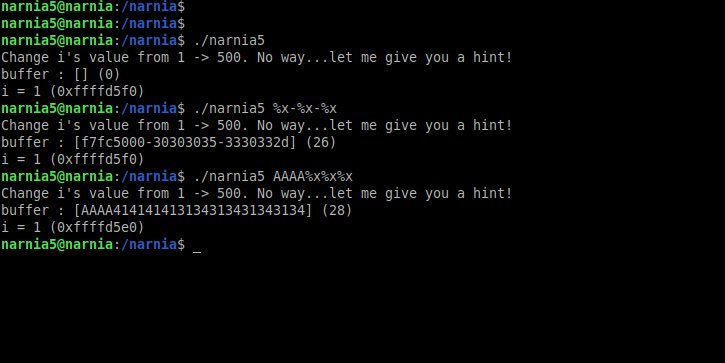 narnia5@narnia:/narnia$
narnia5@narnia:/narnia$
narnia5@narnia:/narnia$ ./narnia5
Change i's value from 1 -> 500. No way...let me give you a hint!
buffer : [] (0)
i = 1 (0xffffd5f0)
narnia5@narnia:/narnia$ ./narnia5 %x-%x-%x
Change i's value from 1 -> 500. No way...let me give you a hint!
buffer : [f7fc5000-30303035-3330332d] (26)
i = 1 (0xffffd5f0)
narnia5@narnia:/narnia$ ./narnia5 AAAA%x%x%x
Change i's value from 1 -> 500. No way...let me give you a hint!
buffer : [AAAA414141413134313431343134] (28)
i = 1 (0xffffd5e0)
narnia5@narnia:/narnia$ _